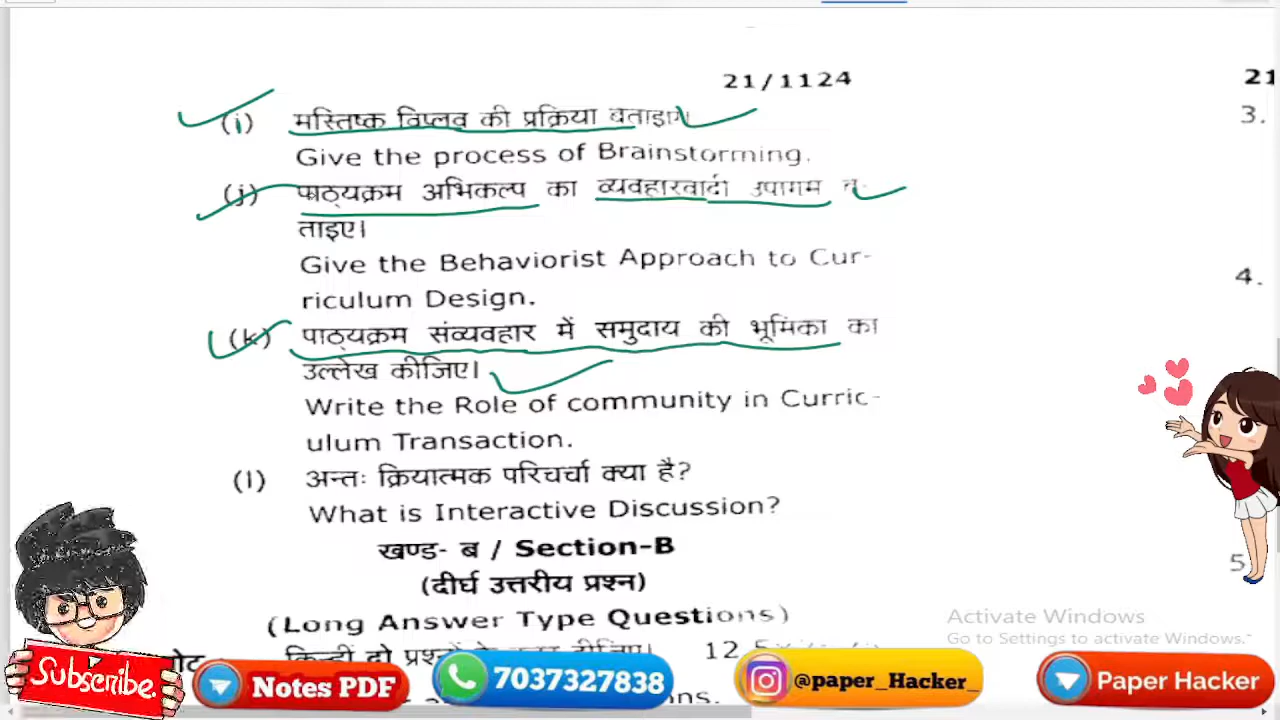 21/1124
21
(i) मस्तिष्क विप्लव की प्रक्रिया बताइए।
3.
Give the process of Brainstorming.
(j) पाठ्यक्रम अभिकल्प का व्यवहारवादी उपागम ब-
ताइए।
Give the Behaviorist Approach to Cur-
riculum Design.
4.
(k) पाठ्यक्रम संव्यवहार में समुदाय की भूमिका का
उल्लेख कीजिए।
Write the Role of community in Curric-
ulum Transaction.
(l) अन्तः क्रियात्मक परिचर्चा क्या है?
What is Interactive Discussion?
खण्ड- ब / Section-B
5
(दीर्घ उत्तरीय प्रश्न)
(Long Answer Type Questions)
Activate Windows
Go to Settings to activate Windows.
नोट किन्हीं दो प्रश्नों 12
Subscribe.
Notes PDF
7037327838
@paper_Hacker_
Paper Hacker